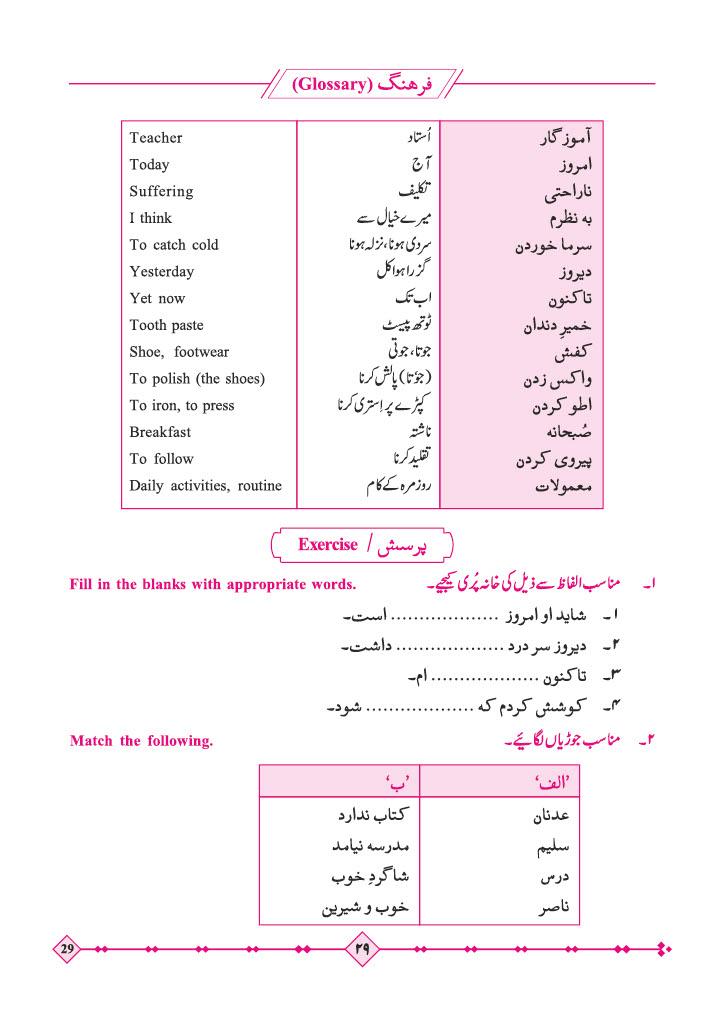 فرهنگ (Glossary)
آموزگار اُستاد Teacher
امروز آج Today
ناراحتی تکلیف Suffering
به نظرم میرے خیال سے I think
سرما خوردن سردی ہونا، نزلہ ہونا To catch cold
دیروز گزرا ہوا کل Yesterday
تاکنون اب تک Yet now
خمیرِ دندان ٹوتھ پیسٹ Tooth paste
کفش جوتا، جوتی Shoe, footwear
واکس زدن (جوٗتا) پالش کرنا To polish (the shoes)
اطو کردن کپڑے پر اِستری کرنا To iron, to press
صُبحانه ناشتہ Breakfast
پیروی کردن تقلید کرنا To follow
معمولات روزمرہ کے کام Daily activities, routine
پرسش / Exercise
۱۔ مناسب الفاظ سے ذیل کی خانہ پُری کیجیے۔ Fill in the blanks with appropriate words.
۱۔ شاید او امروز ................... است۔
۲۔ دیروز سر درد ................... داشت۔
۳۔ تاکنون ................... ام۔
۴۔ کوشش کردم که ................... شود۔
۲۔ مناسب جوڑیاں لگائیے۔ Match the following.
’الف‘ ’ب‘
عدنان کتاب ندارد
سلیم مدرسه نیامد
درس شاگردِ خوب
ناصر خوب و شیرین
29 ۲۹